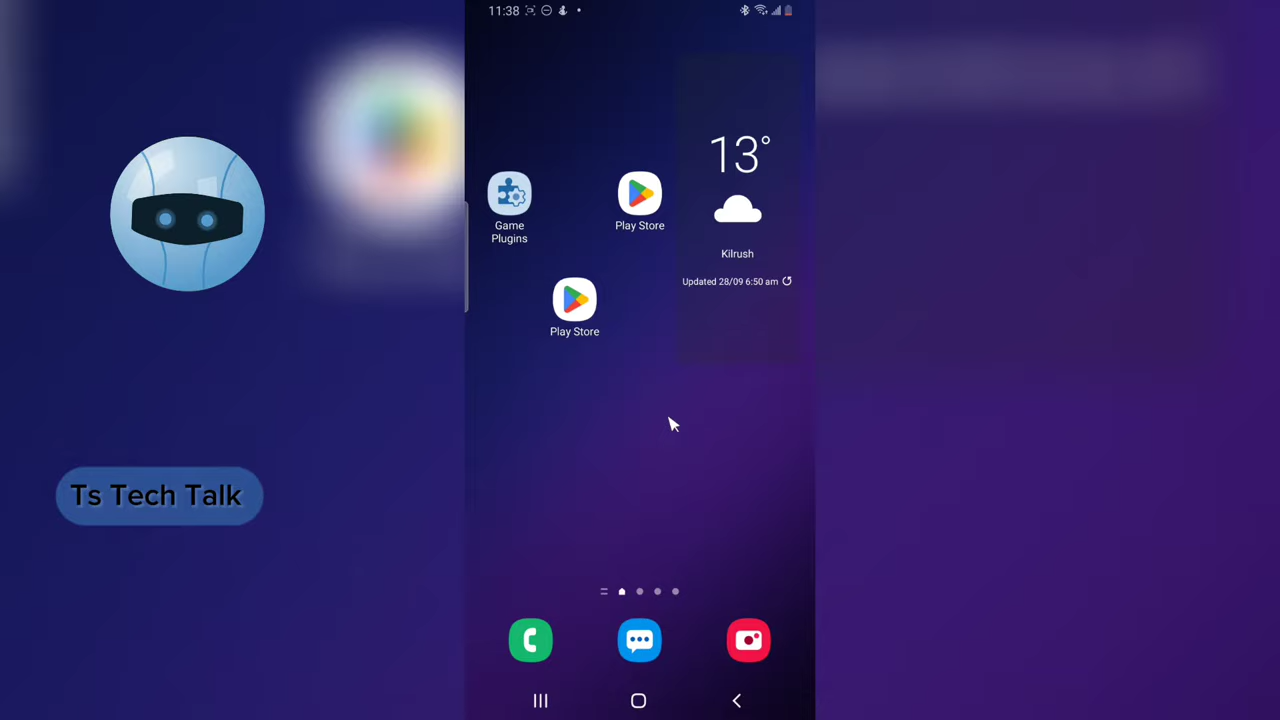 11:38
13°
Game
Plugins
Play Store
Kilrush
Updated 28/09 6:50 am
Play Store
Ts Tech Talk